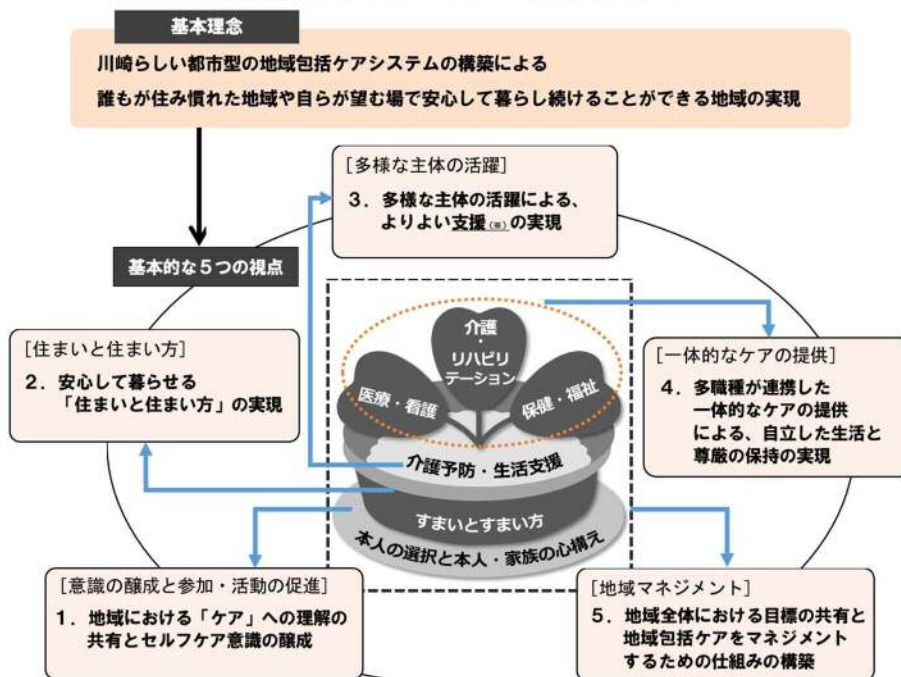 基本理念
川崎らしい都市型の地域包括ケアシステムの構築による
誰もが住み慣れた地域や自らが望む場で安心して暮らし続けることができる地域の実現
[多様な主体の活躍]
3．多様な主体の活躍による、
よりよい支援(※)の実現
基本的な５つの視点
[住まいと住まい方]
2．安心して暮らせる
「住まいと住まい方」の実現
介護
・
リハビリ
テーション
医療・看護
保健・福祉
介護予防・生活支援
すまいとすまい方
本人の選択と本人・家族の心構え
[一体的なケアの提供]
4．多職種が連携した
一体的なケアの提供
による、自立した生活と
尊厳の保持の実現
[意識の醸成と参加・活動の促進]
1．地域における「ケア」への理解の
共有とセルフケア意識の醸成
[地域マネジメント]
5．地域全体における目標の共有と
地域包括ケアをマネジメント
するための仕組みの構築